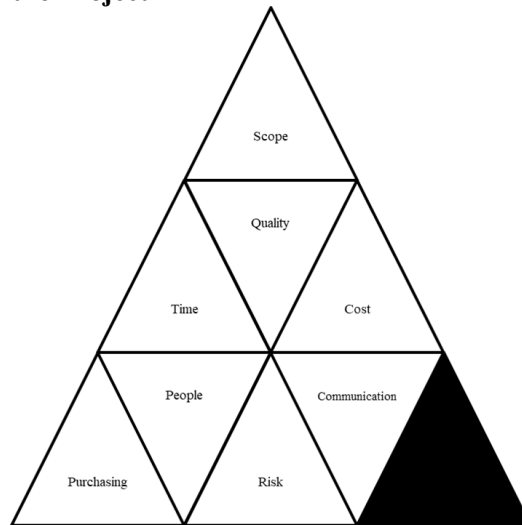 Scope
Quality
Time
Cost
People
Communication
Purchasing
Risk